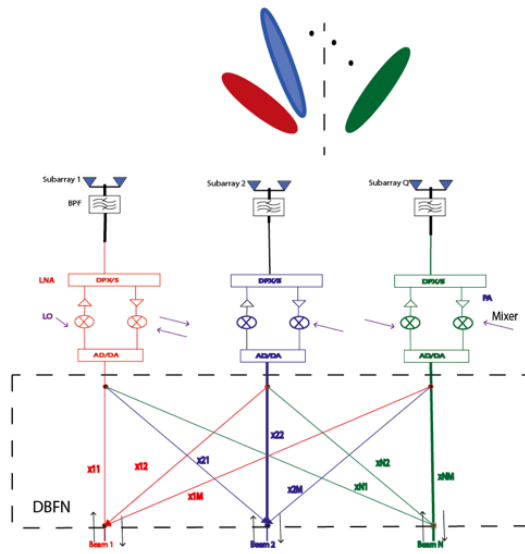 Subarray 1
Subarray 2
Subarray Q
BPF
LNA
DPX/S
DPX/S
DPX/S
PA
LO
Mixer
AD/DA
AD/DA
AD/DA
x11
x12
x21
x22
xN2
x1M
x2M
xN1
xNM
DBFN
Beam 1
Beam 2
Beam N